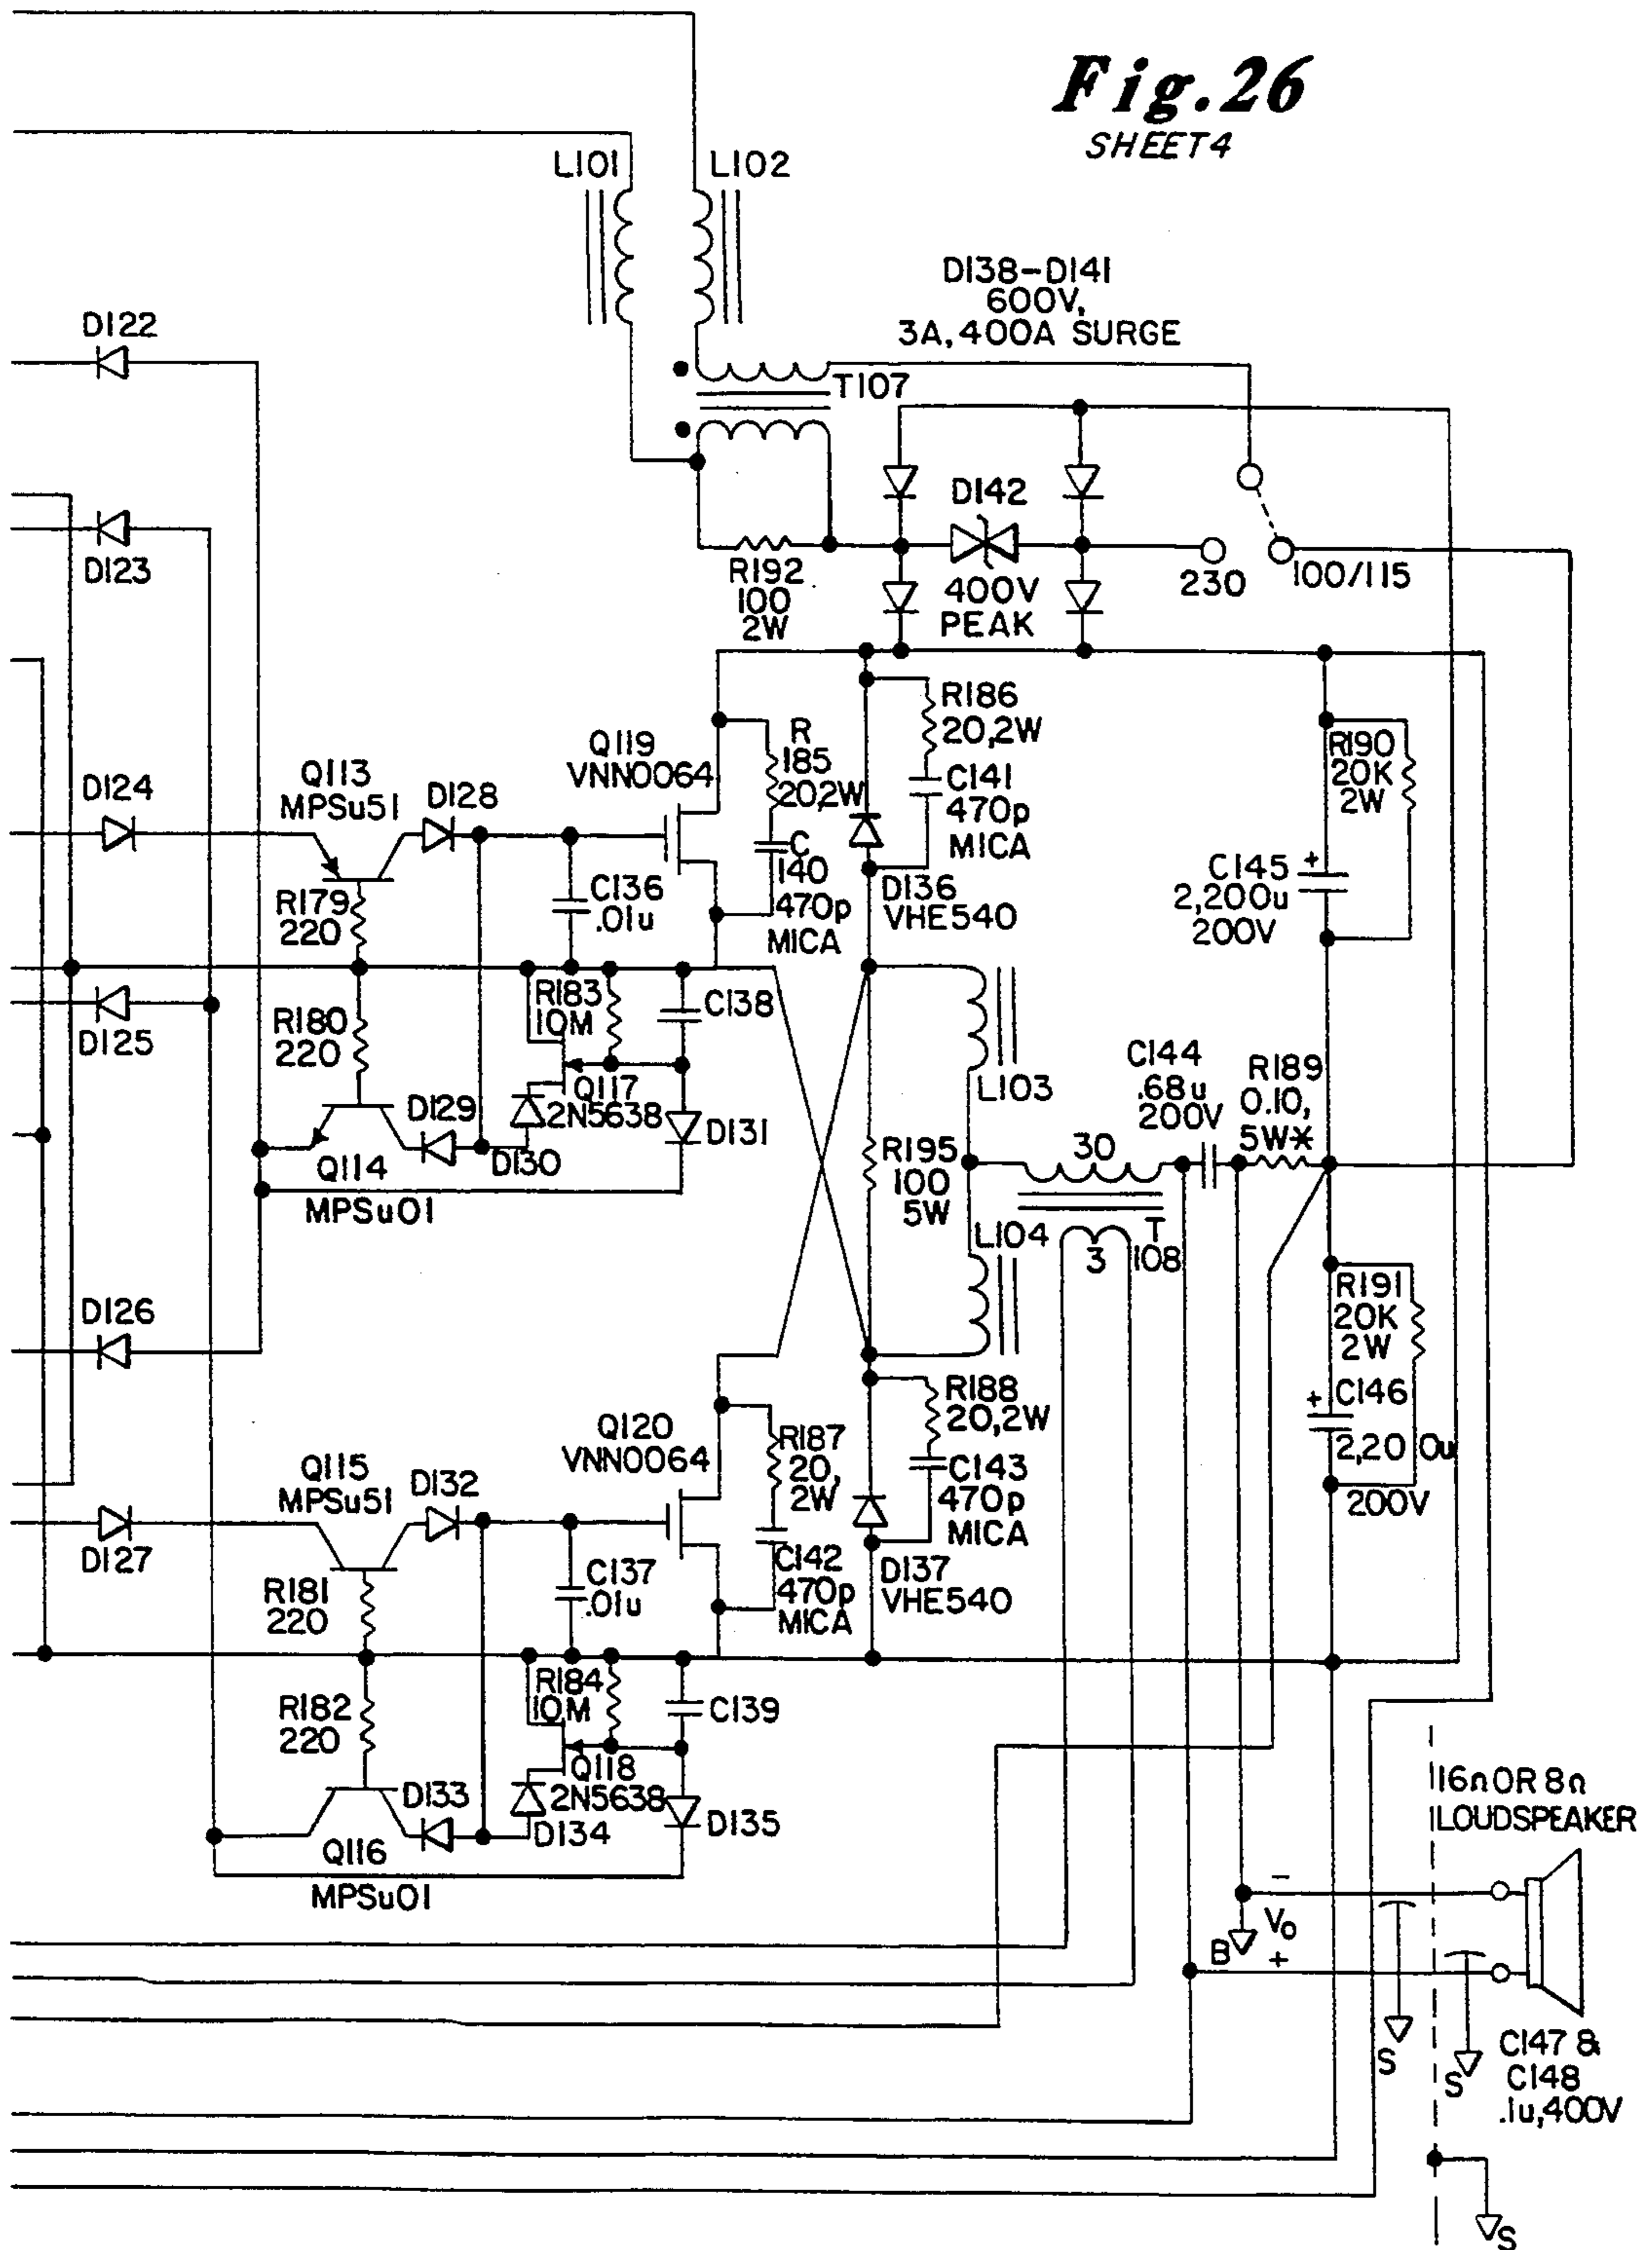 Fig.26
SHEET4
L101
L102
D138-D141
600V,
3A,400A SURGE
D122
T107
D142
D123
R192
100
2W
400V
PEAK
230
100/115
R186
20,2W
Q119
VNN0064
R
185
20,2W
R190
20K
2W
Q113
MPSu51
D124
D128
C141
470p
MICA
C145
2,200u
200V
+
C
140
470p
MICA
D136
VHE540
C136
.01u
R179
220
R183
10M
C138
D125
R180
220
C144
.68u
200V
R189
0.10,
5W*
L103
Q117
2N5638
D129
D131
D130
R195
100
5W
30
Q114
MPSu01
L104
3
T
108
D126
R191
20K
2W
R188
20,2W
+
C146
2,20 0u
200V
Q120
VNN0064
R187
20,
2W
Q115
MPSu51
D132
C143
470p
MICA
D127
C142
470p
MICA
D137
VHE540
C137
.01u
R181
220
R184
10M
C139
R182
220
Q118
2N5638
D133
D134
D135
16Ω OR 8Ω
LOUDSPEAKER
Q116
MPSu01
-
Vo
B
+
S
S
C147 &
C148
.1u,400V
S